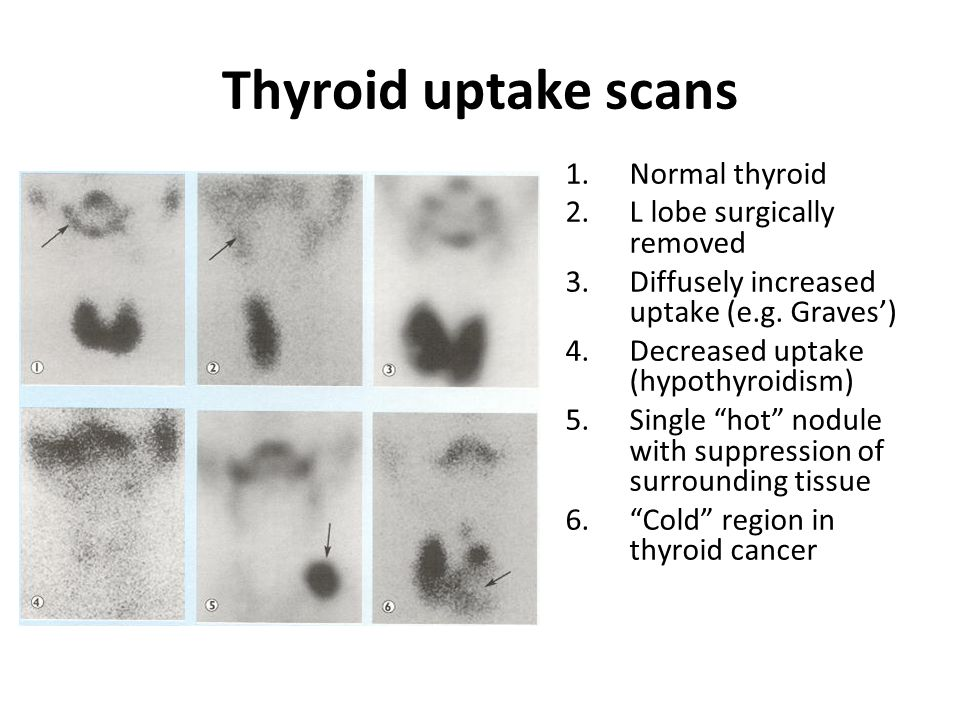 Thyroid uptake scans
1. Normal thyroid
2. L lobe surgically
removed
3. Diffusely increased
uptake (e.g. Graves’)
4. Decreased uptake
(hypothyroidism)
5. Single “hot” nodule
with suppression of
surrounding tissue
6. “Cold” region in
thyroid cancer
1
2
3
4
5
6